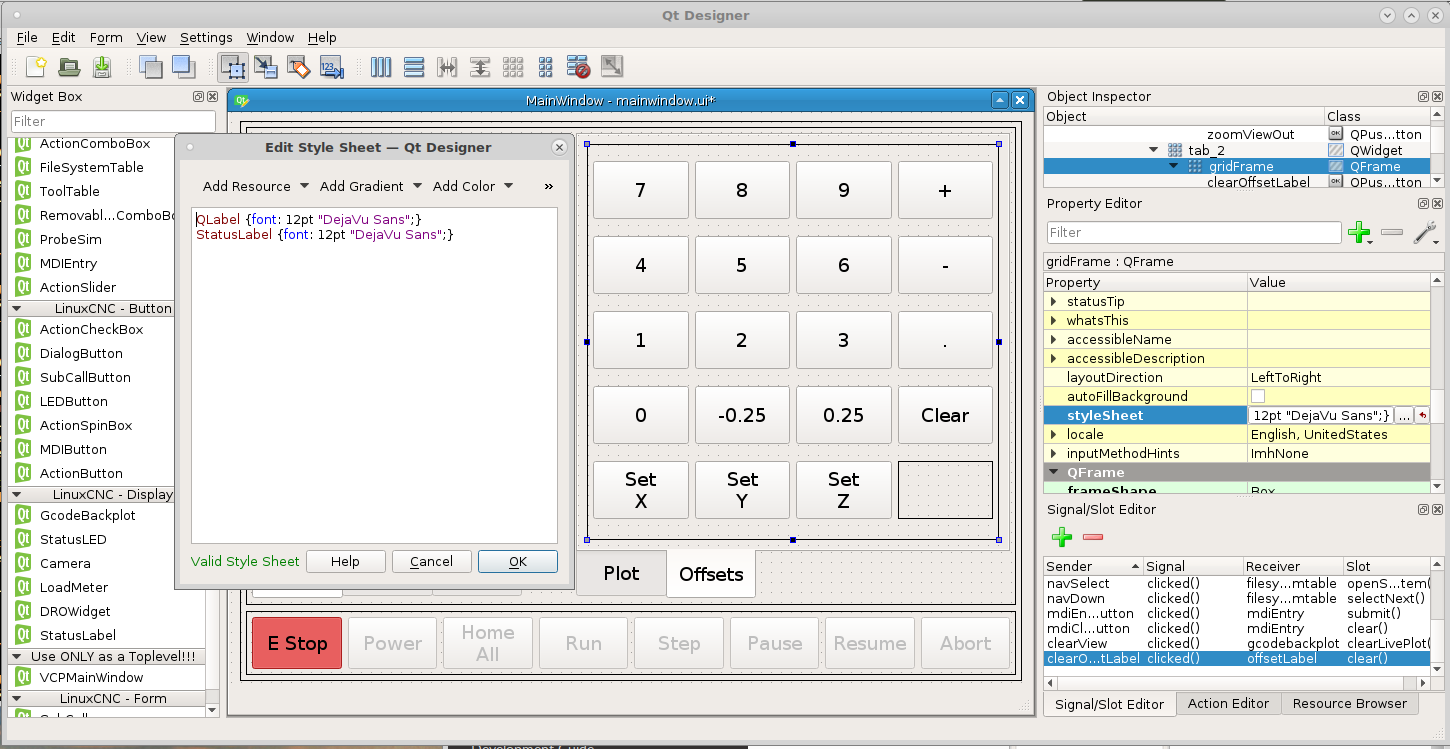 Qt Designer
File Edit Form View Settings Window Help
Widget Box
Filter
ActionComboBox
FileSystemTable
ToolTable
Removabl...ComboBo
ProbeSim
MDIEntry
ActionSlider
LinuxCNC - Button
ActionCheckBox
DialogButton
SubCallButton
LEDButton
ActionSpinBox
MDIButton
ActionButton
LinuxCNC - Display
GcodeBackplot
StatusLED
Camera
LoadMeter
DROWidget
StatusLabel
Use ONLY as a Toplevel!!!
VCPMainWindow
LinuxCNC - Form
MainWindow - mainwindow.ui*
Edit Style Sheet — Qt Designer
Add Resource Add Gradient Add Color »
QLabel {font: 12pt "DejaVu Sans";}
StatusLabel {font: 12pt "DejaVu Sans";}
Valid Style Sheet Help Cancel OK
7 8 9 +
4 5 6 -
1 2 3 .
0 -0.25 0.25 Clear
Set X Set Y Set Z
Plot Offsets
E Stop Power Home All Run Step Pause Resume Abort
Object Inspector
Object Class
zoomViewOut QPus...tton
tab_2 QWidget
gridFrame QFrame
clearOffsetLabel QPus...tton
Property Editor
Filter
gridFrame : QFrame
Property Value
statusTip
whatsThis
accessibleName
accessibleDescription
layoutDirection LeftToRight
autoFillBackground
styleSheet 12pt "DejaVu Sans";} ...
locale English, UnitedStates
inputMethodHints ImhNone
QFrame
frameShape Box
Signal/Slot Editor
Sender Signal Receiver Slot
navSelect clicked() filesy...mtable openS...tem(
navDown clicked() filesy...mtable selectNext()
mdiEn...utton clicked() mdiEntry submit()
mdiCl...utton clicked() mdiEntry clear()
clearView clicked() gcodebackplot clearLivePlot(
clearO...tLabel clicked() offsetLabel clear()
Signal/Slot Editor Action Editor Resource Browser